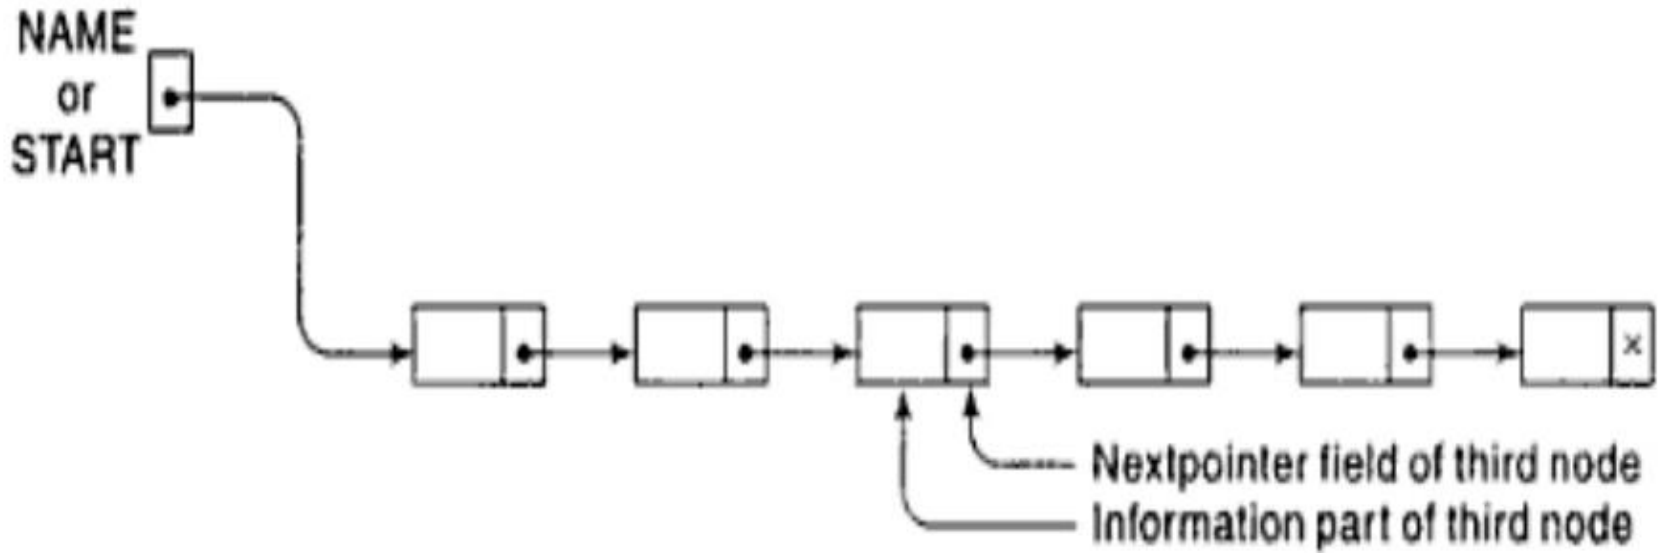 NAME
or
START
×
Nextpointer field of third node
Information part of third node